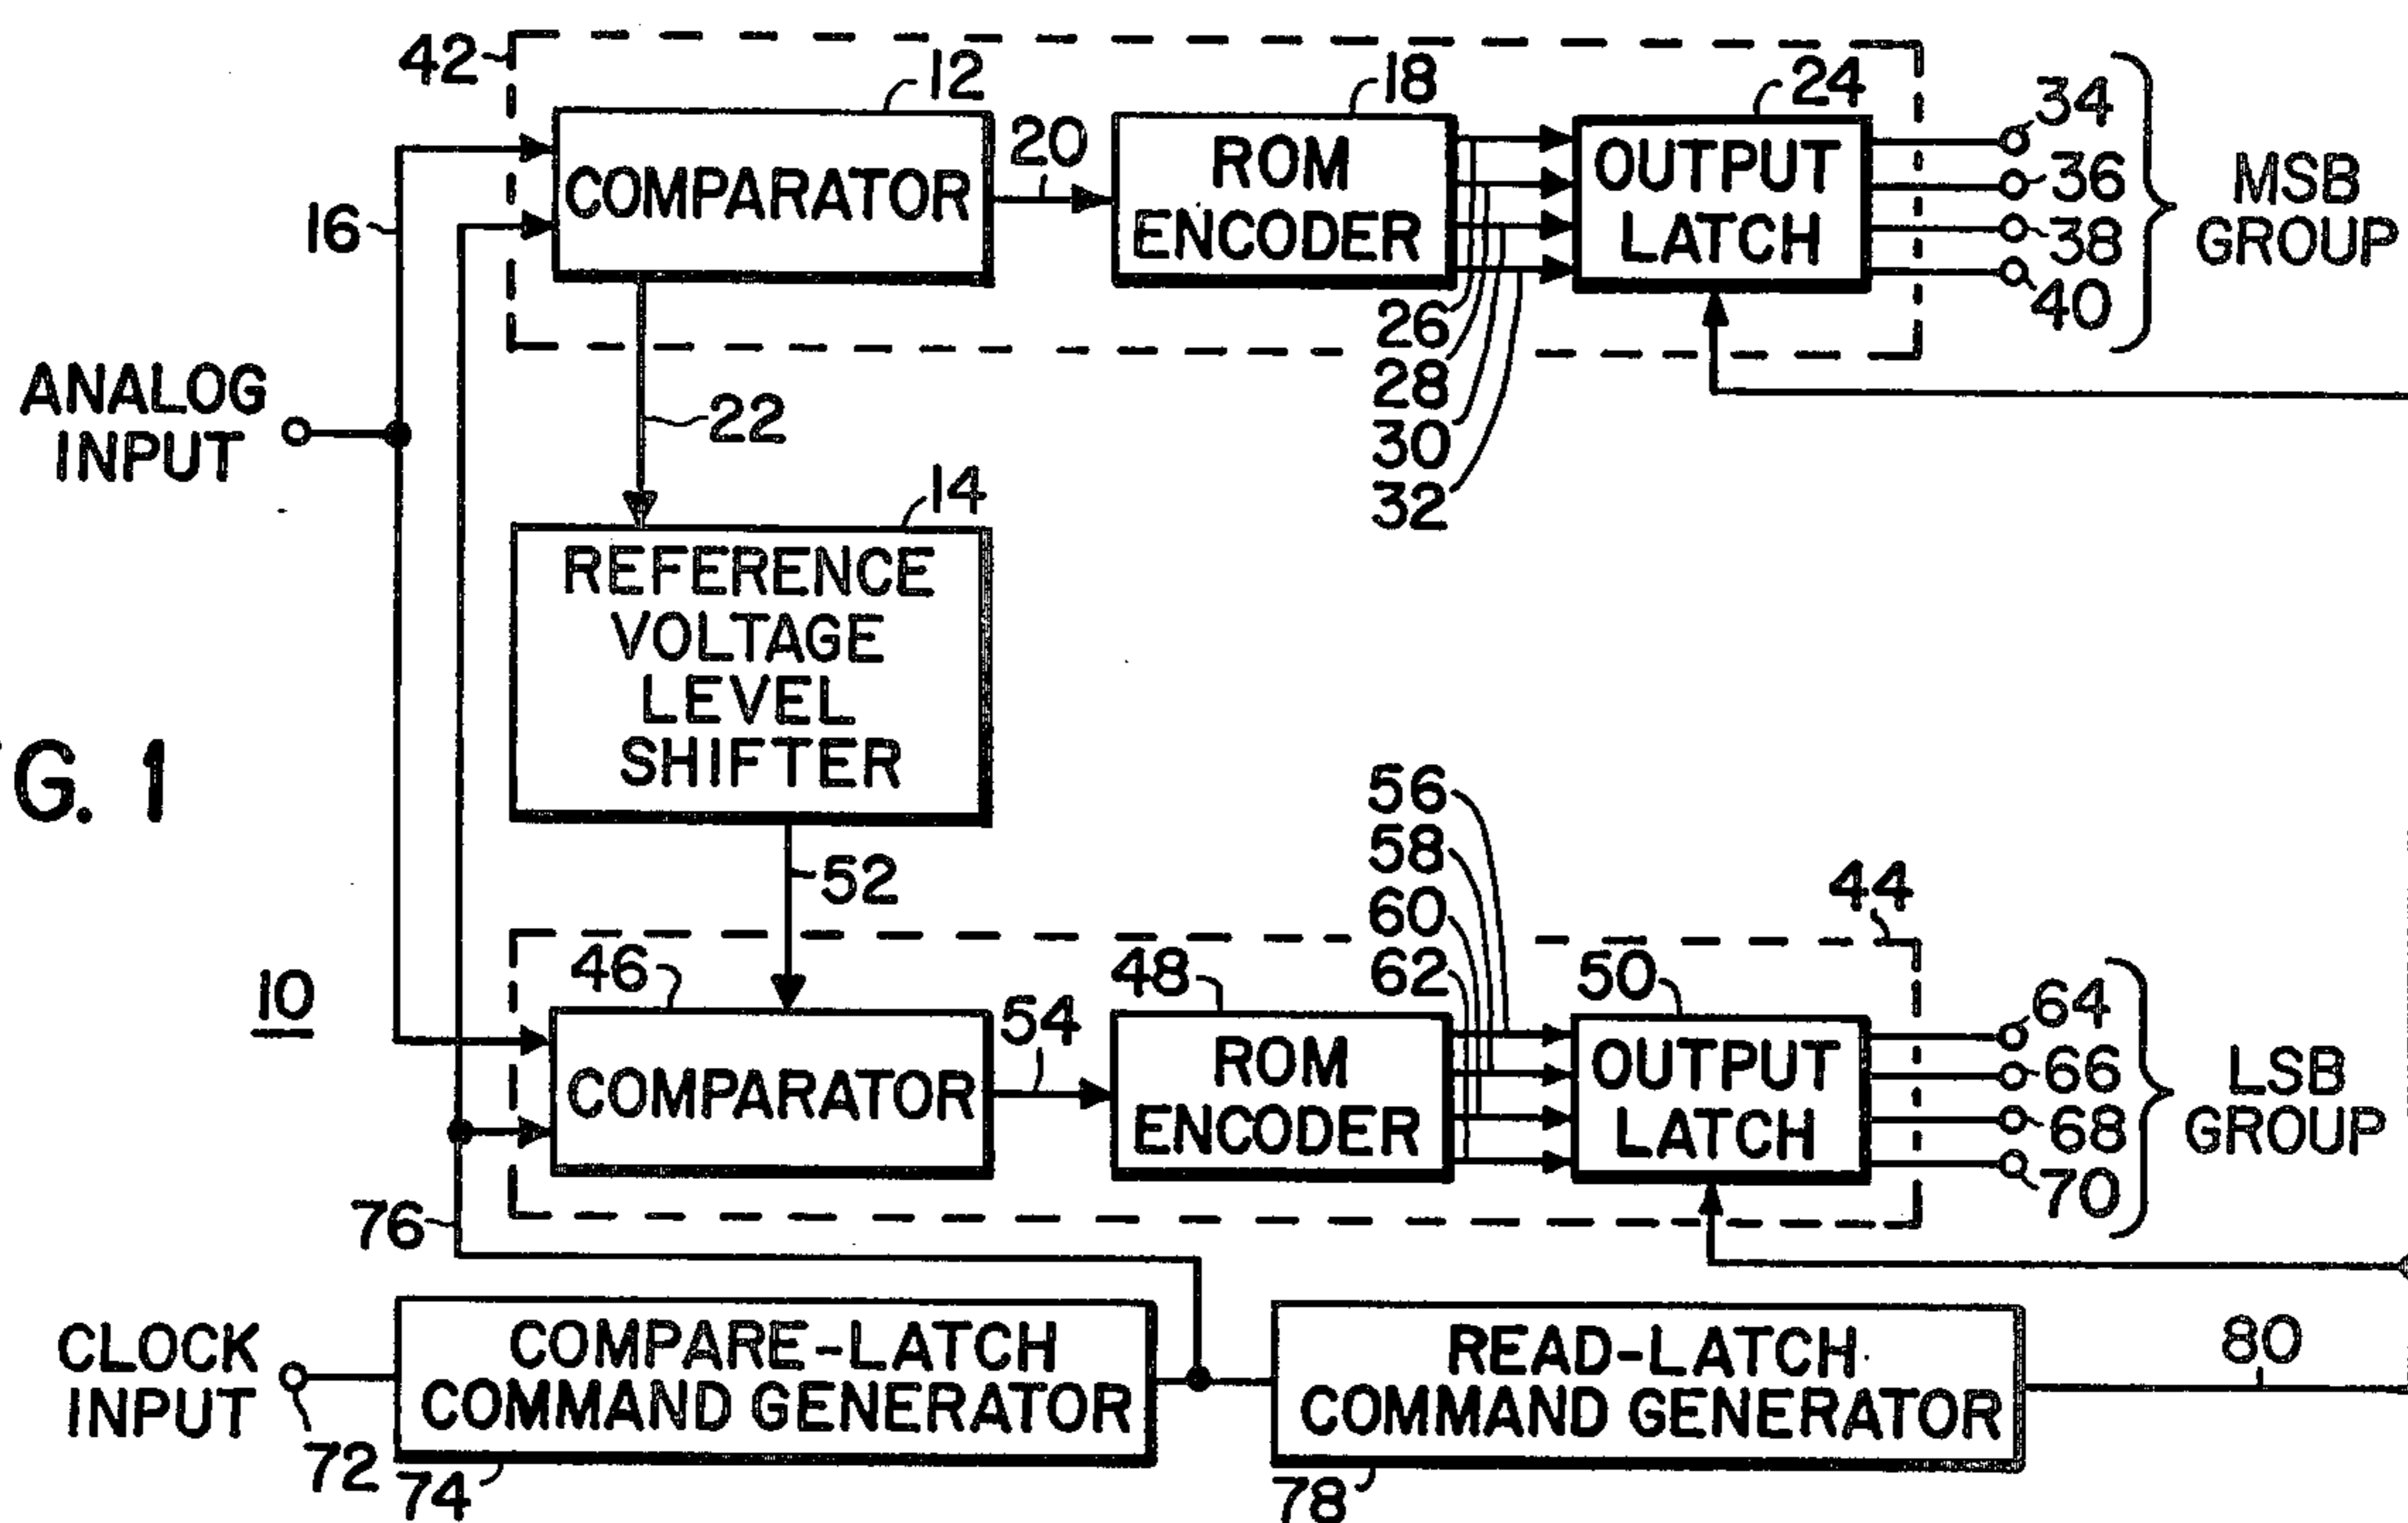 42
12
18
24
34
COMPARATOR
20
ROM
ENCODER
OUTPUT
LATCH
36
38
40
MSB
GROUP
16
26
28
30
32
ANALOG
INPUT
22
14
REFERENCE
VOLTAGE
LEVEL
SHIFTER
G. 1
52
56
58
60
62
44
10
46
54
48
50
64
COMPARATOR
ROM
ENCODER
OUTPUT
LATCH
66
68
70
LSB
GROUP
76
CLOCK
INPUT
72
COMPARE-LATCH
COMMAND GENERATOR
74
READ-LATCH
COMMAND GENERATOR
78
80